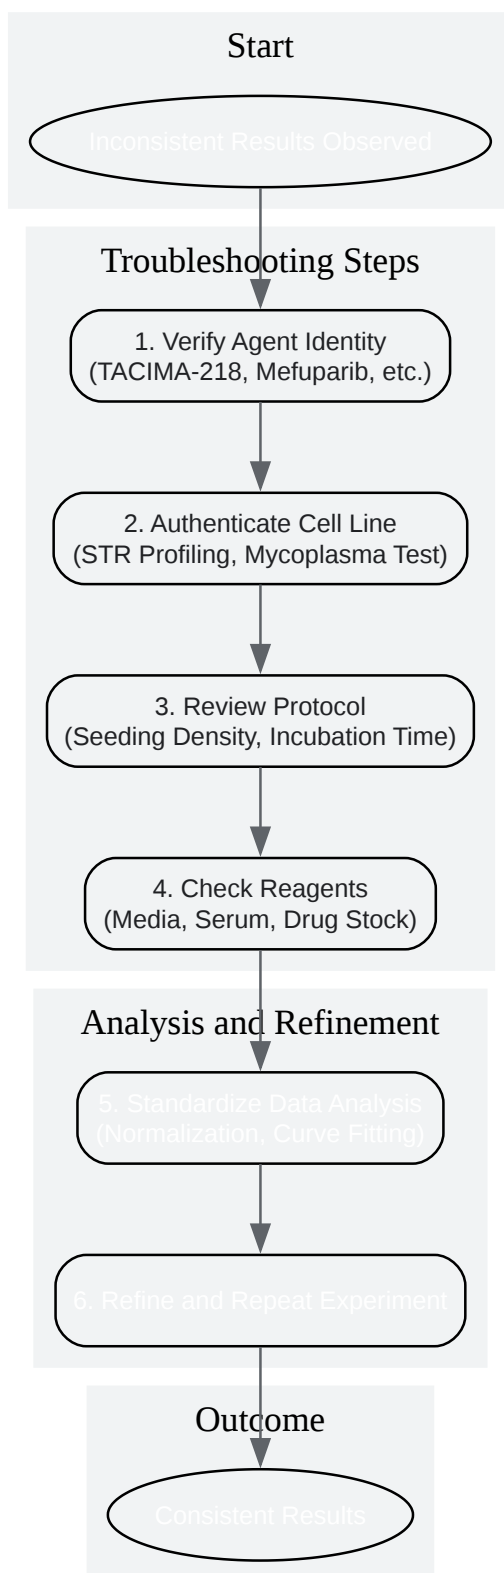 Start
Inconsistent Results Observed
Troubleshooting Steps
1. Verify Agent Identity
(TACIMA-218, Mefuparib, etc.)
2. Authenticate Cell Line
(STR Profiling, Mycoplasma Test)
3. Review Protocol
(Seeding Density, Incubation Time)
4. Check Reagents
(Media, Serum, Drug Stock)
Analysis and Refinement
5. Standardize Data Analysis
(Normalization, Curve Fitting)
6. Refine and Repeat Experiment
Outcome
Consistent Results